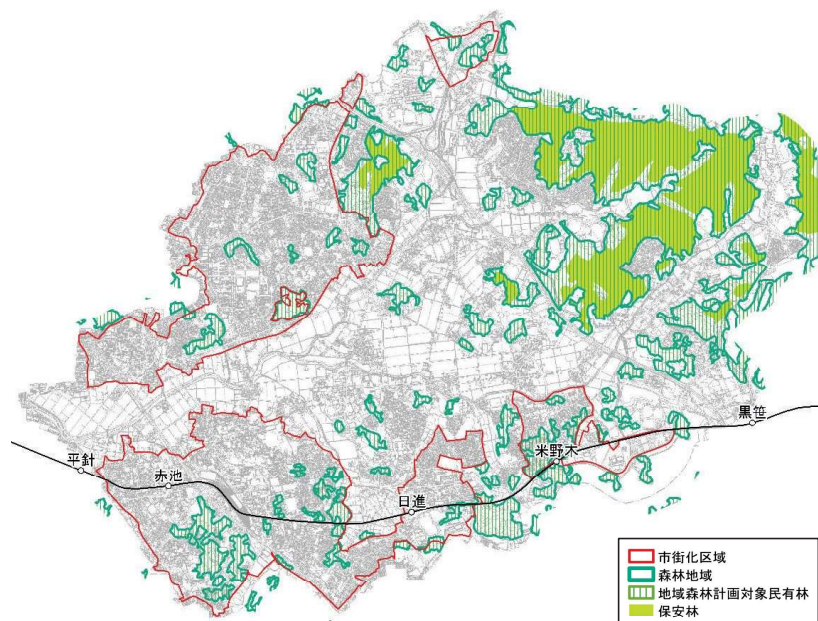 黒笹
米野木
平針
赤池
日進
市街化区域
森林地域
地域森林計画対象民有林
保安林